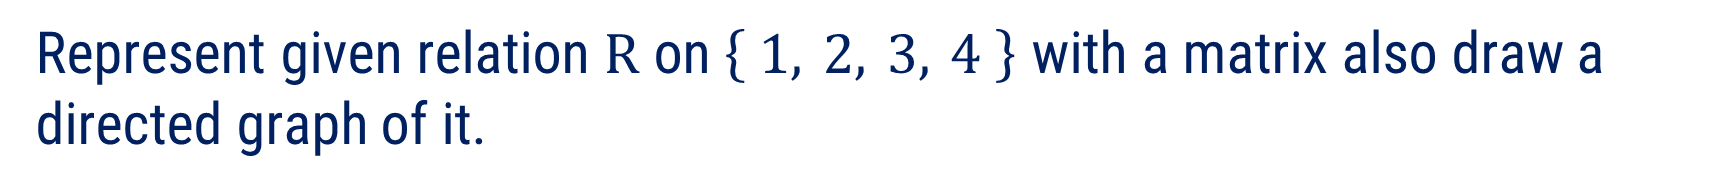 Represent given relation R on { 1, 2, 3, 4 } with a matrix also draw a
directed graph of it.